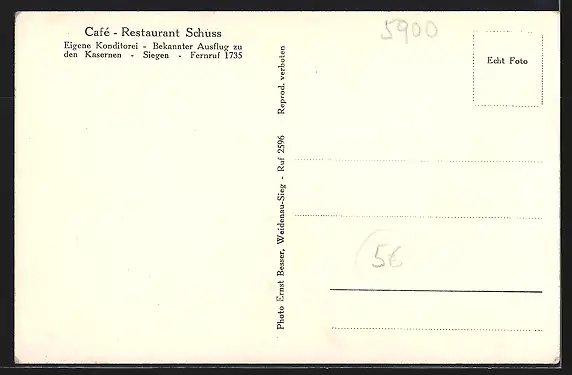 Café - Restaurant Schuss
Eigene Konditorei - Bekannter Ausflug zu
den Kasernen - Siegen - Fernruf 1735
Photo Ernst Besser, Weidenau-Sieg - Ruf 2596 Reprod. verboten
5900
Echt Foto
5€